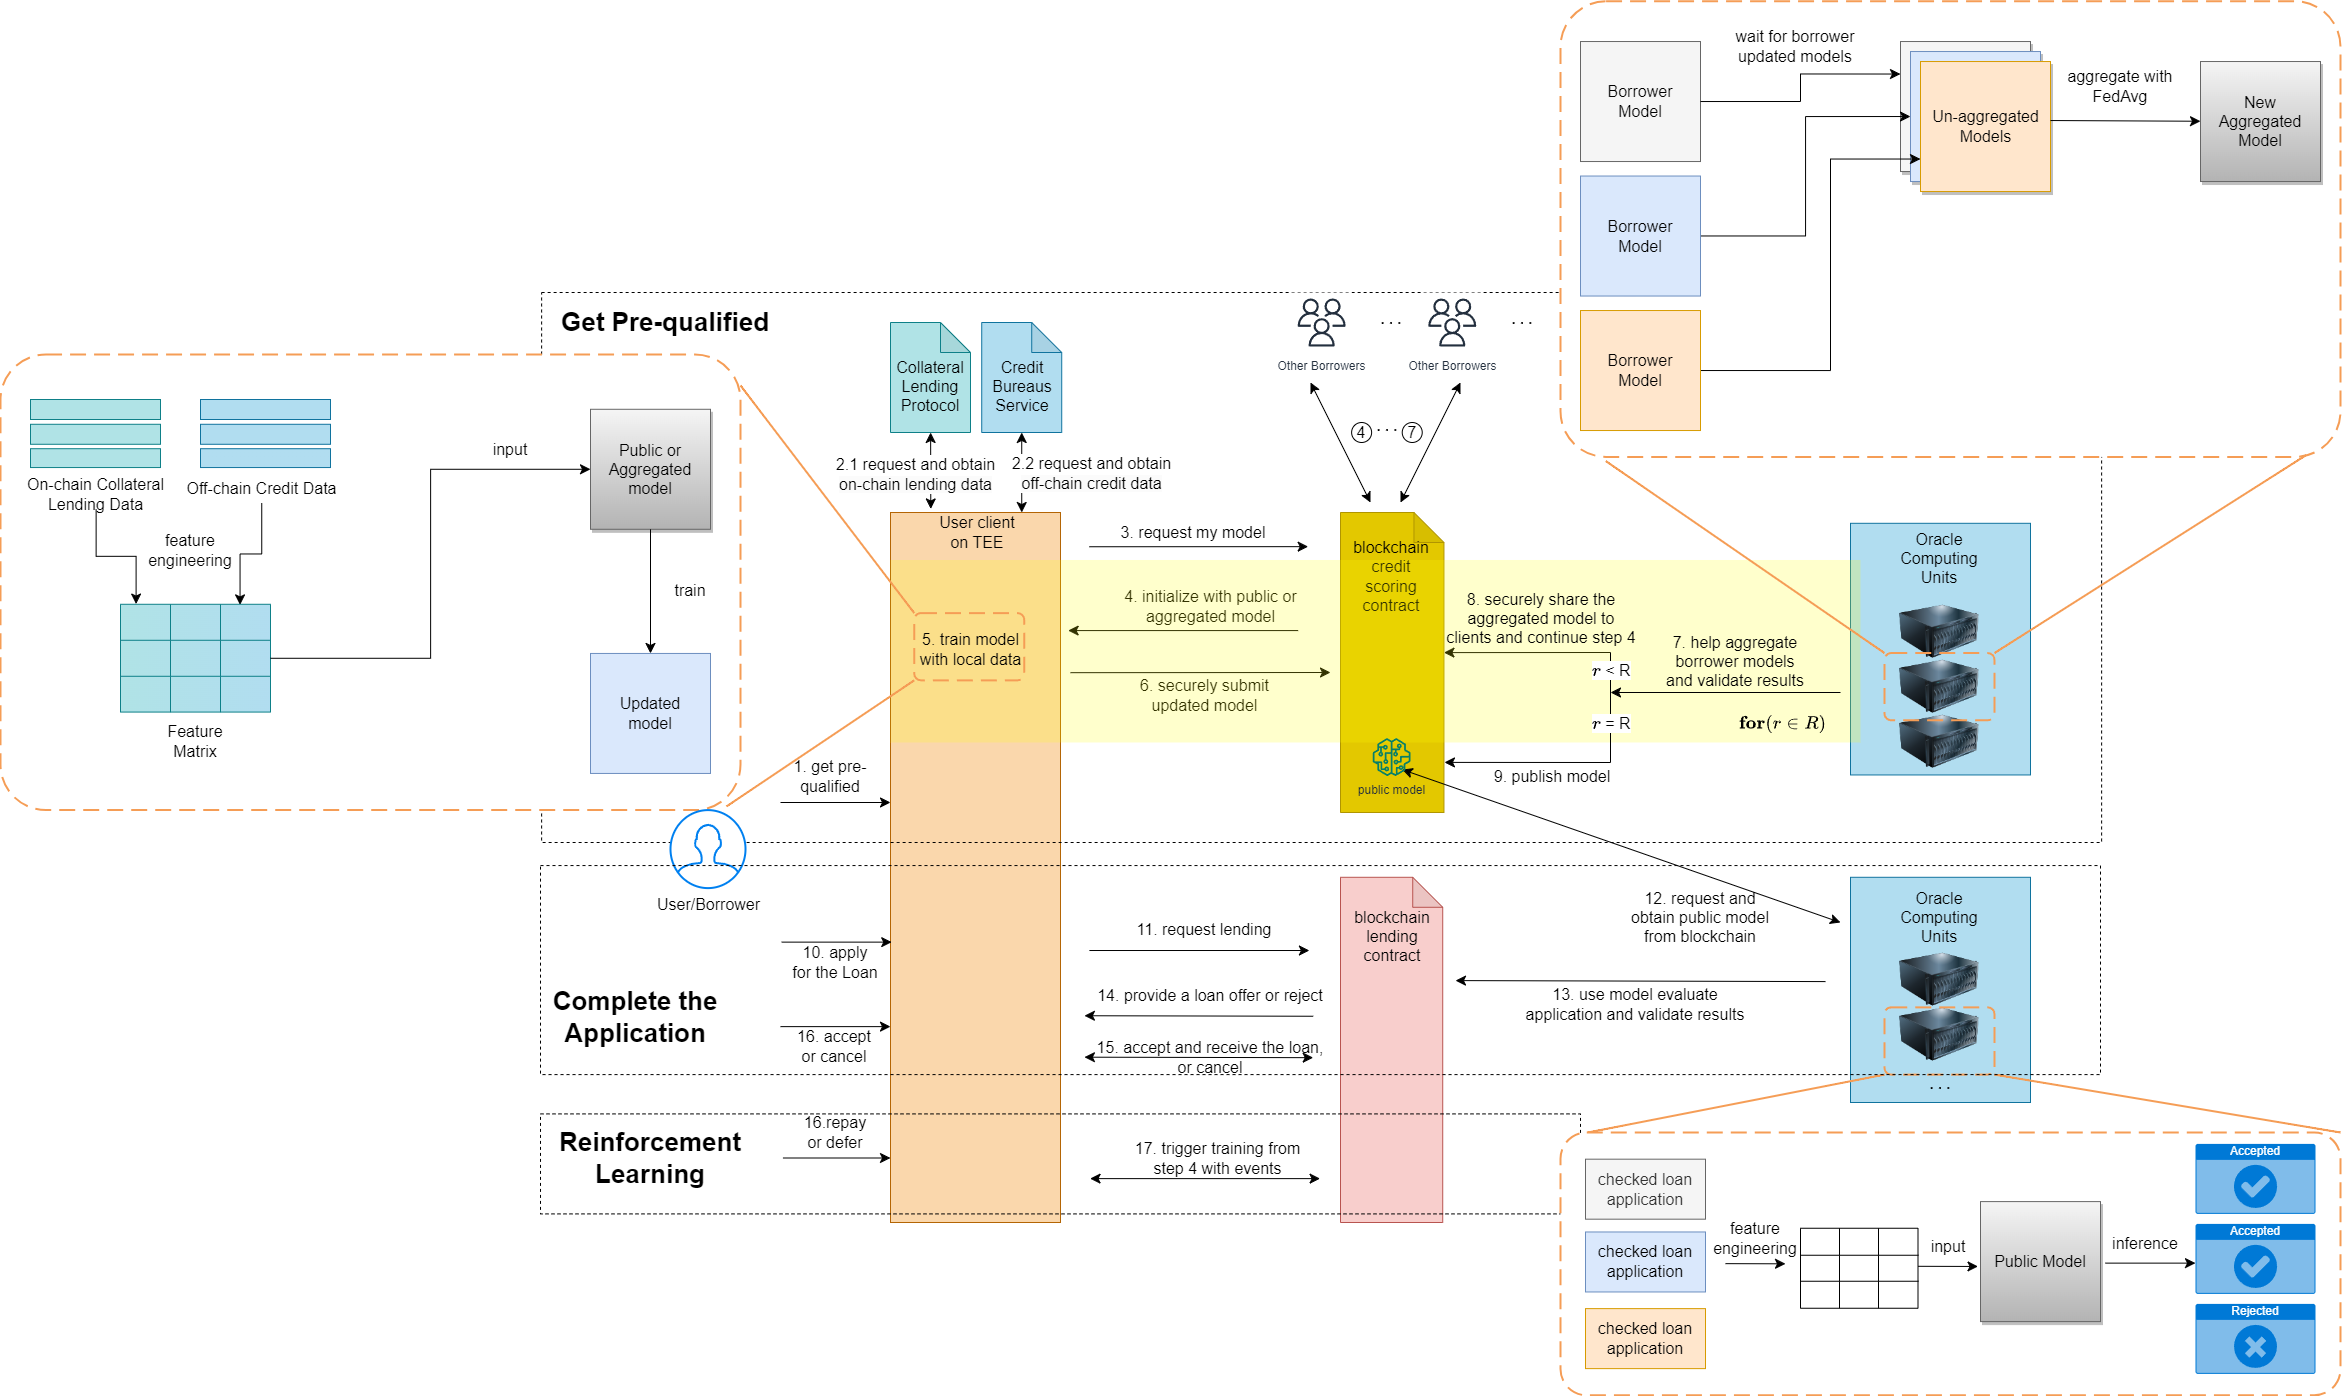 wait for borrower
updated models
Borrower
Model
Un-aggregated
Models
aggregate with
FedAvg
New
Aggregated
Model
Borrower
Model
Borrower
Model
Get Pre-qualified
Collateral
Lending
Protocol
Credit
Bureaus
Service
Other Borrowers
...
Other Borrowers
...
4 ... 7
2.1 request and obtain
on-chain lending data
2.2 request and obtain
off-chain credit data
On-chain Collateral
Lending Data
Off-chain Credit Data
feature
engineering
Feature
Matrix
input
Public or
Aggregated
model
train
Updated
model
User client
on TEE
3. request my model
4. initialize with public or
aggregated model
5. train model
with local data
6. securely submit
updated model
blockchain
credit
scoring
contract
public model
8. securely share the
aggregated model to
clients and continue step 4
r < R
r = R
7. help aggregate
borrower models
and validate results
for(r ∈ R)
9. publish model
Oracle
Computing
Units
1. get pre-
qualified
User/Borrower
10. apply
for the Loan
11. request lending
blockchain
lending
contract
12. request and
obtain public model
from blockchain
Oracle
Computing
Units
...
13. use model evaluate
application and validate results
14. provide a loan offer or reject
15. accept and receive the loan,
or cancel
16. accept
or cancel
Complete the
Application
Reinforcement
Learning
16.repay
or defer
17. trigger training from
step 4 with events
checked loan
application
checked loan
application
checked loan
application
feature
engineering
input
Public Model
inference
Accepted
Accepted
Rejected